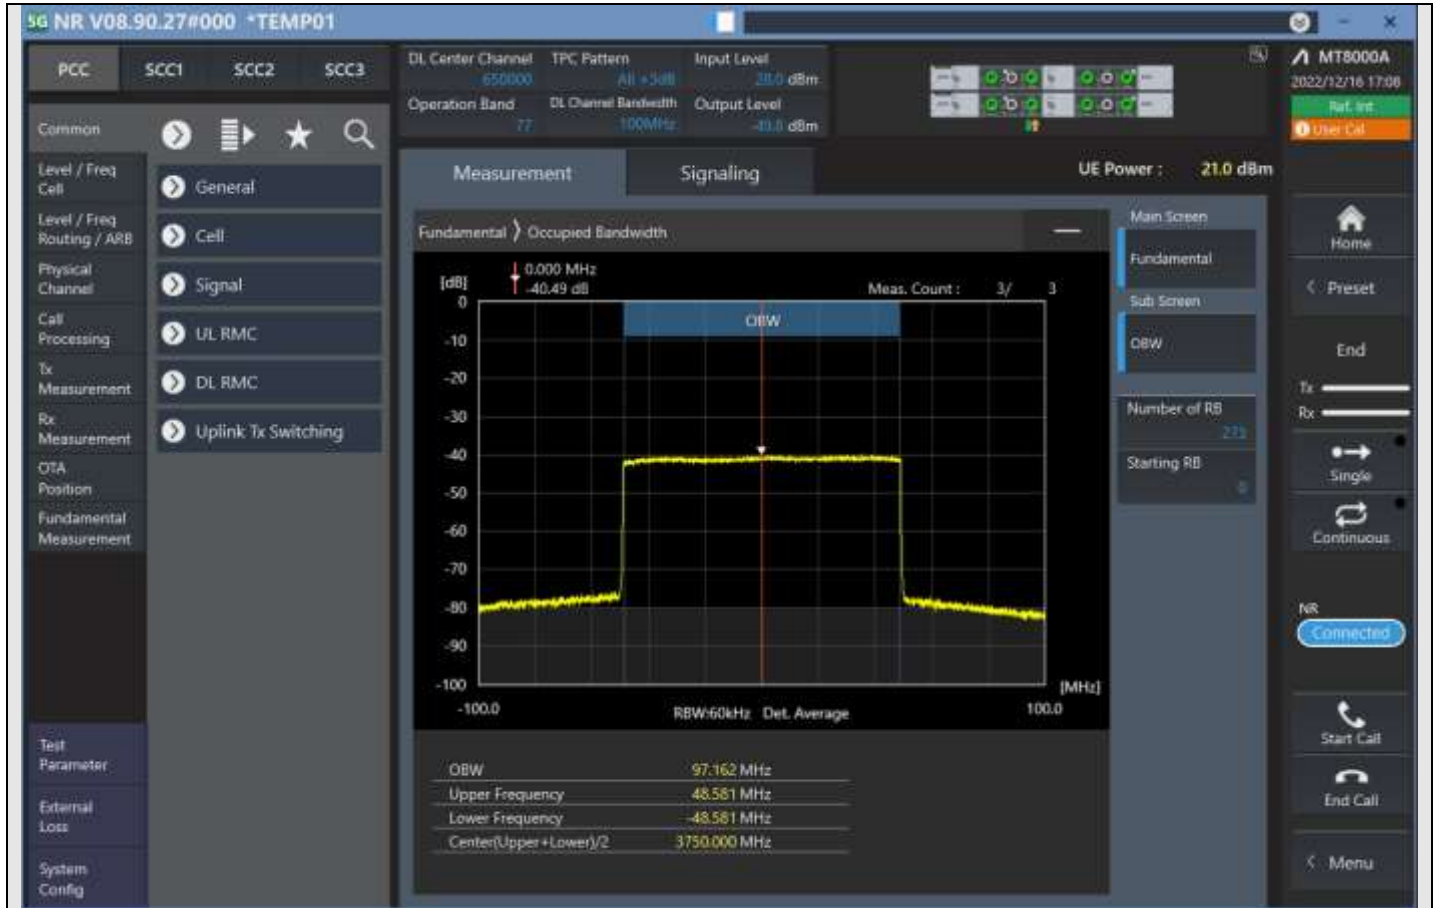 5G NR V08.90.27#000 *TEMP01
PCC SCC1 SCC2 SCC3
DL Center Channel TPC Pattern Input Level
650000 All +3dB 28.0 dBm
Operation Band DL Channel Bandwidth Output Level
77 100MHz dBm
MT8000A
2022/12/16 17:08
Ref. Int.
User Cal
Common
Level / Freq
Cell
Level / Freq
Routing / ARB
Physical
Channel
Call
Processing
Tx
Measurement
Rx
Measurement
OTA
Position
Fundamental
Measurement
Test
Parameter
External
Loss
System
Config
General
Cell
Signal
UL RMC
DL RMC
Uplink Tx Switching
Measurement Signaling
UE Power : 21.0 dBm
Fundamental Occupied Bandwidth
[dB]
0.000 MHz
-40.49 dB
Meas. Count : 3/ 3
OBW
0
-10
-20
-30
-40
-50
-60
-70
-80
-90
-100
[MHz]
-100.0 RBW:60kHz Det. Average 100.0
OBW 97.162 MHz
Upper Frequency 48.581 MHz
Lower Frequency -48.581 MHz
Center(Upper+Lower)/2 3750.000 MHz
Main Screen
Fundamental
Sub Screen
OBW
Number of RB
273
Starting RB
0
Home
< Preset
End
Tx
Rx
Single
Continuous
NR
Connected
Start Call
End Call
< Menu